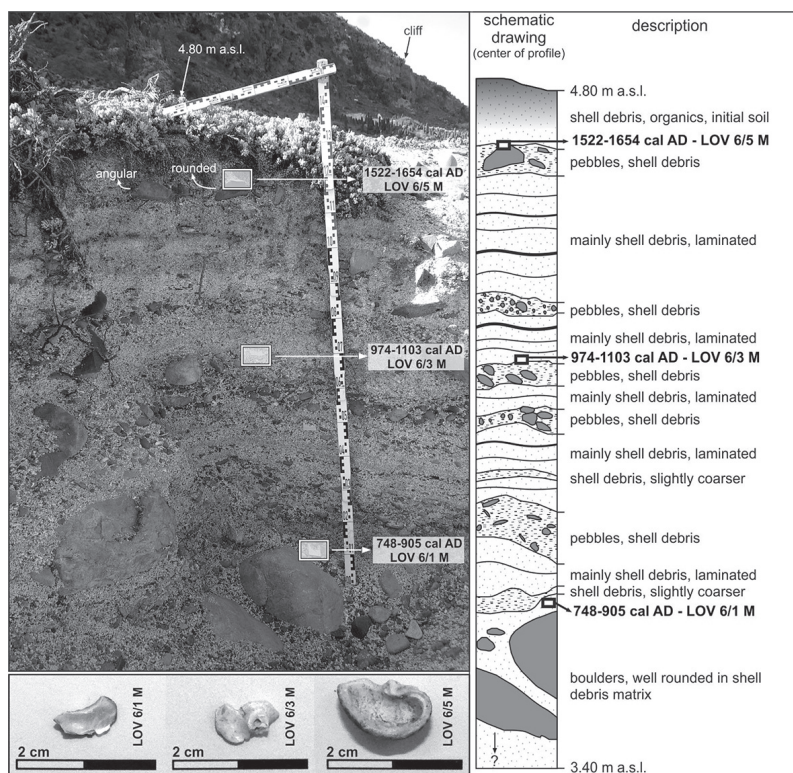 4.80 m a.s.l.
cliff
angular
rounded
1522-1654 cal AD
LOV 6/5 M
974-1103 cal AD
LOV 6/3 M
748-905 cal AD
LOV 6/1 M
LOV 6/1 M
2 cm
LOV 6/3 M
2 cm
LOV 6/5 M
2 cm
schematic
drawing
(center of profile)
description
4.80 m a.s.l.
shell debris, organics, initial soil
1522-1654 cal AD - LOV 6/5 M
pebbles, shell debris
mainly shell debris, laminated
pebbles, shell debris
mainly shell debris, laminated
974-1103 cal AD - LOV 6/3 M
pebbles, shell debris
mainly shell debris, laminated
pebbles, shell debris
mainly shell debris, laminated
shell debris, slightly coarser
pebbles, shell debris
mainly shell debris, laminated
shell debris, slightly coarser
748-905 cal AD - LOV 6/1 M
boulders, well rounded in shell
debris matrix
?
3.40 m a.s.l.